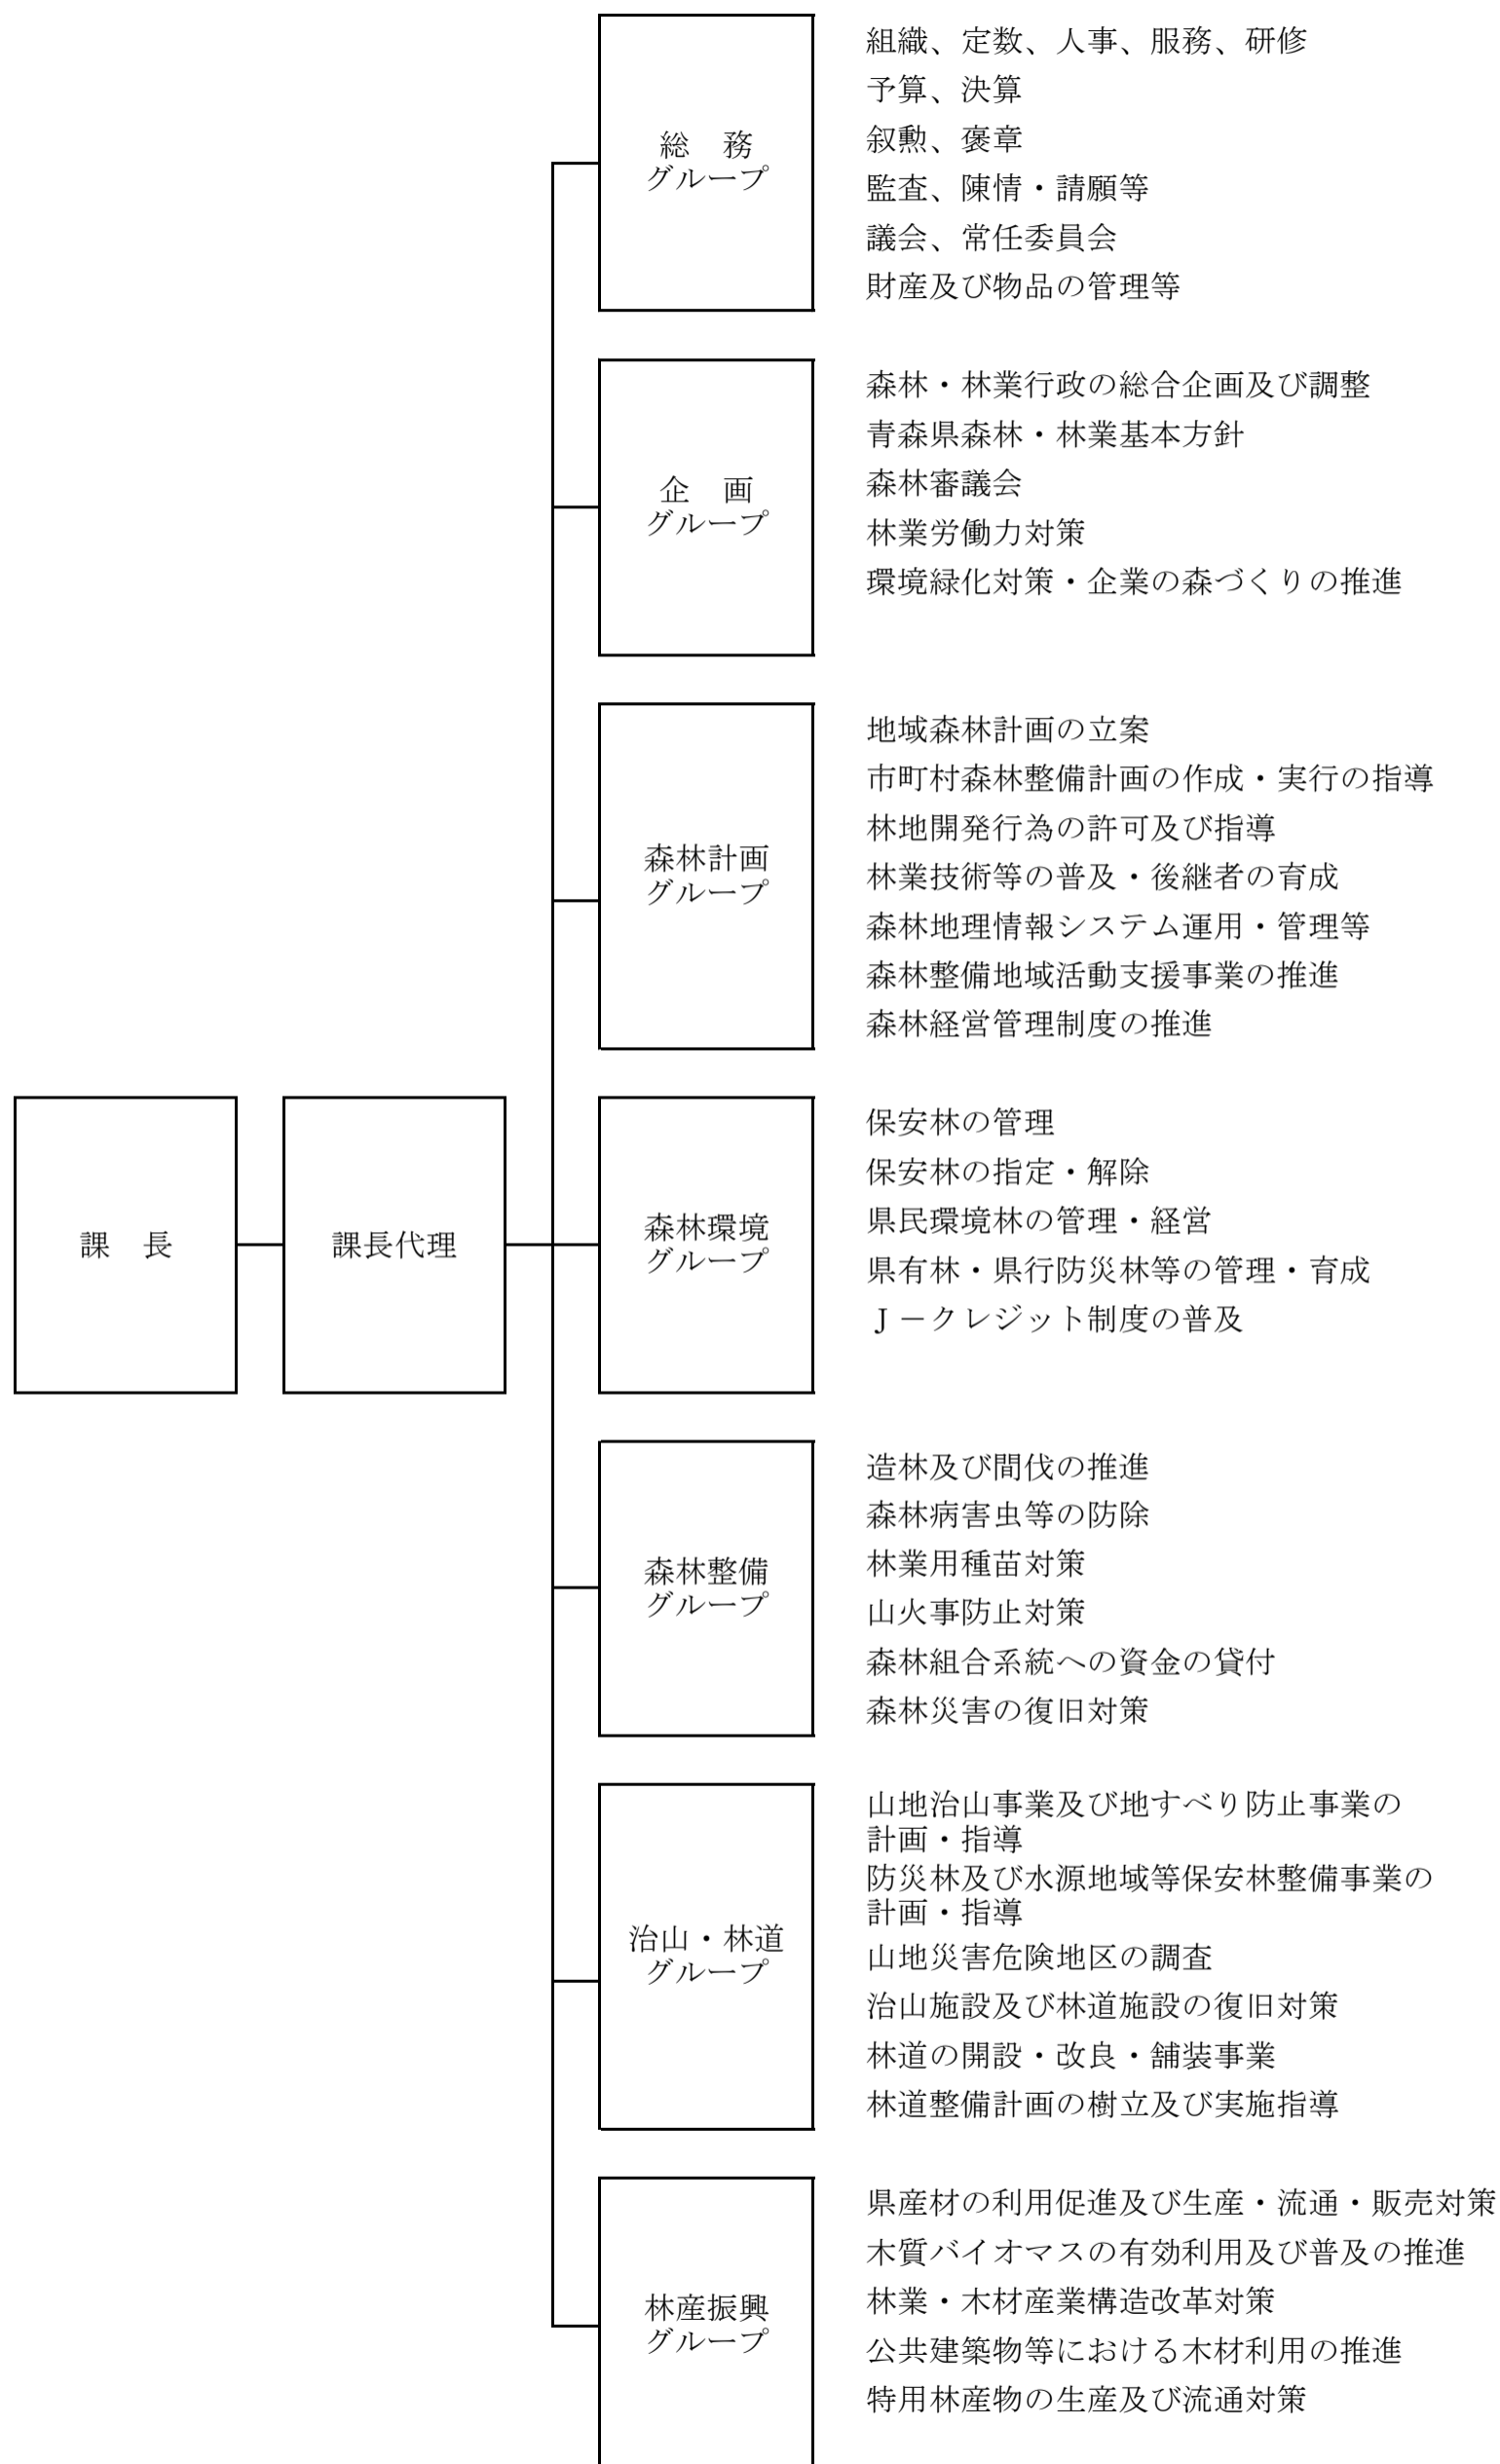 総　務
グループ
組織、定数、人事、服務、研修
予算、決算
叙勲、褒章
監査、陳情・請願等
議会、常任委員会
財産及び物品の管理等
企　画
グループ
森林・林業行政の総合企画及び調整
青森県森林・林業基本方針
森林審議会
林業労働力対策
環境緑化対策・企業の森づくりの推進
森林計画
グループ
地域森林計画の立案
市町村森林整備計画の作成・実行の指導
林地開発行為の許可及び指導
林業技術等の普及・後継者の育成
森林地理情報システム運用・管理等
森林整備地域活動支援事業の推進
森林経営管理制度の推進
課　長
課長代理
森林環境
グループ
保安林の管理
保安林の指定・解除
県民環境林の管理・経営
県有林・県行防災林等の管理・育成
Ｊ－クレジット制度の普及
森林整備
グループ
造林及び間伐の推進
森林病害虫等の防除
林業用種苗対策
山火事防止対策
森林組合系統への資金の貸付
森林災害の復旧対策
治山・林道
グループ
山地治山事業及び地すべり防止事業の
計画・指導
防災林及び水源地域等保安林整備事業の
計画・指導
山地災害危険地区の調査
治山施設及び林道施設の復旧対策
林道の開設・改良・舗装事業
林道整備計画の樹立及び実施指導
林産振興
グループ
県産材の利用促進及び生産・流通・販売対策
木質バイオマスの有効利用及び普及の推進
林業・木材産業構造改革対策
公共建築物等における木材利用の推進
特用林産物の生産及び流通対策